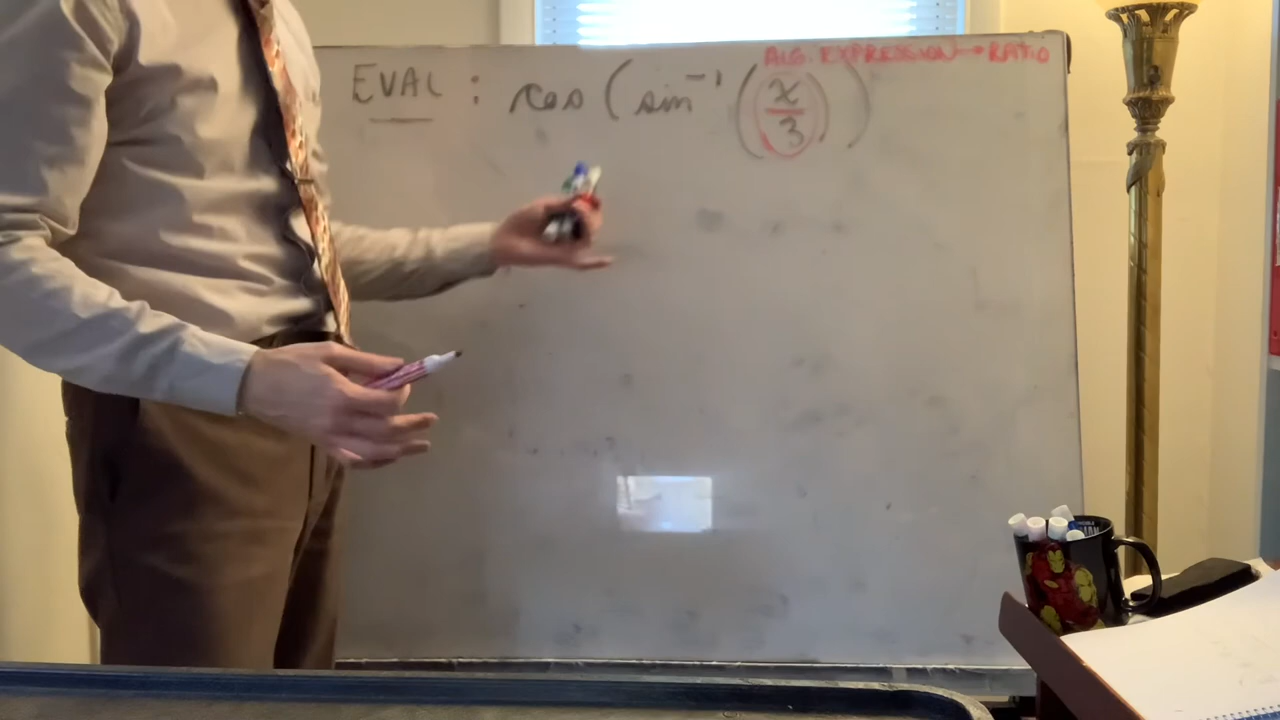 ALG. EXPRESSION → RATIO
EVAL : cos(sin⁻¹(x/3))